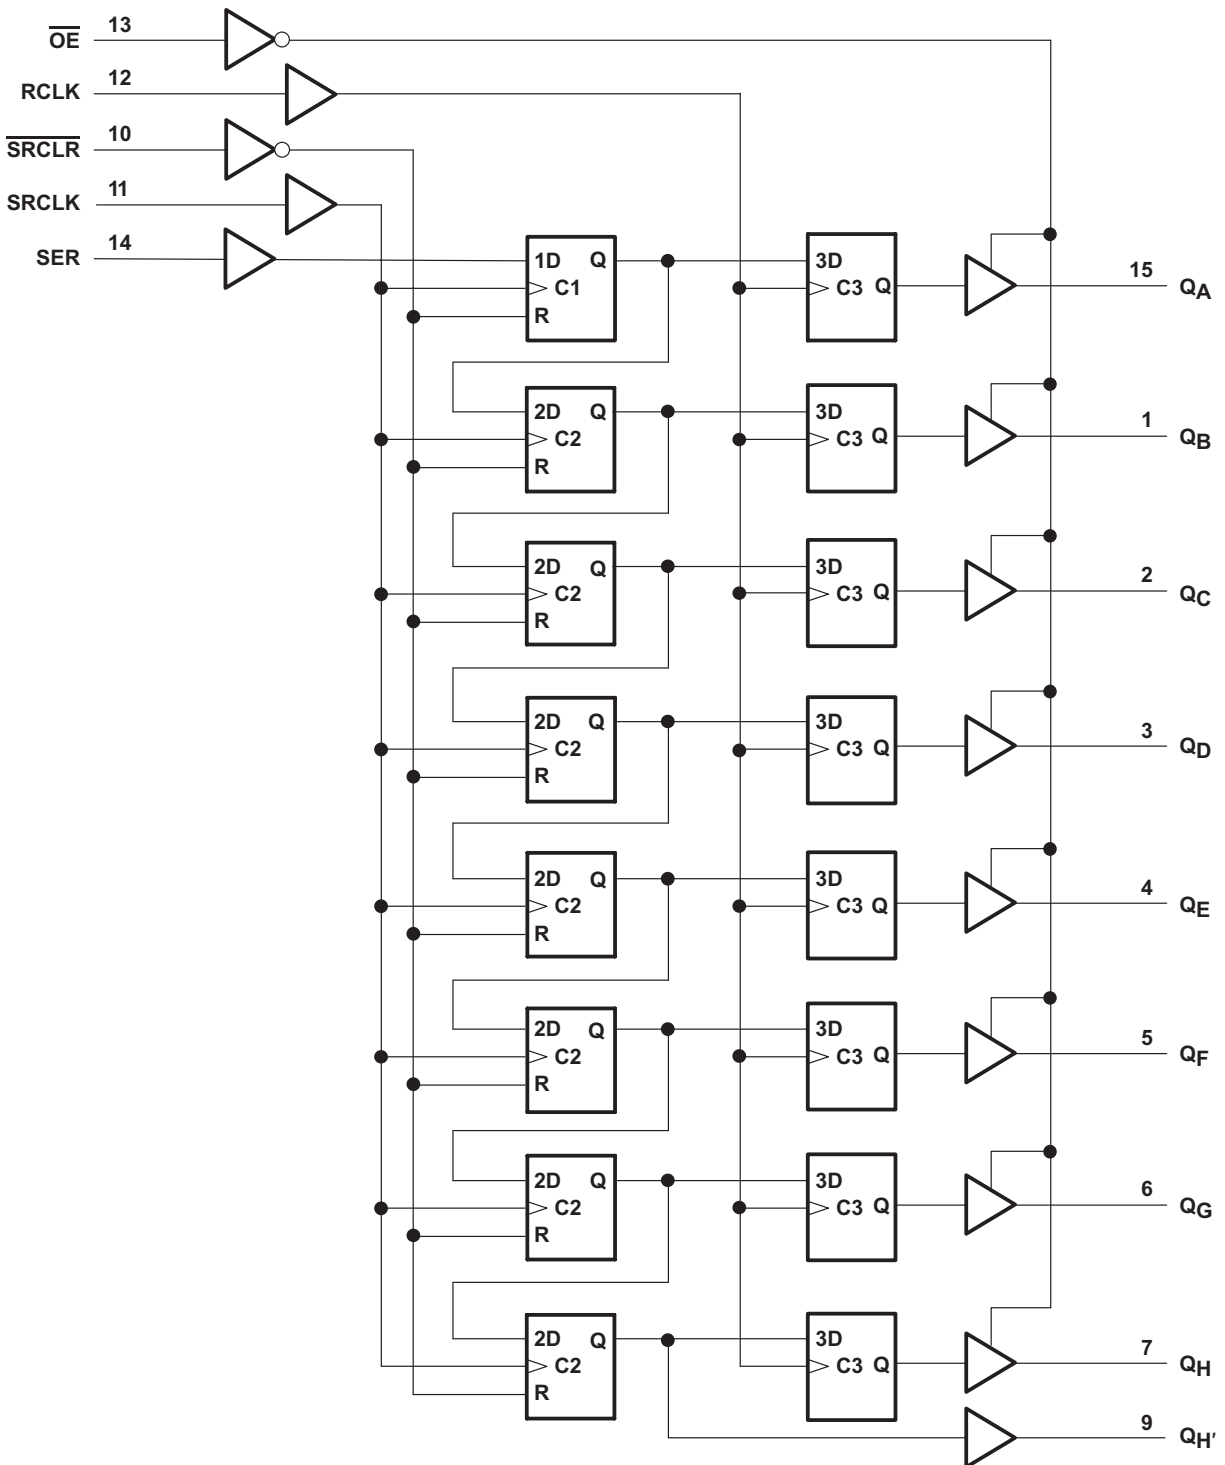 O̅E̅ 13
RCLK 12
S̅R̅C̅L̅R̅ 10
SRCLK 11
SER 14
1D Q
C1
R
3D
C3 Q
15 QA
2D Q
C2
R
3D
C3 Q
1 QB
2D Q
C2
R
3D
C3 Q
2 QC
2D Q
C2
R
3D
C3 Q
3 QD
2D Q
C2
R
3D
C3 Q
4 QE
2D Q
C2
R
3D
C3 Q
5 QF
2D Q
C2
R
3D
C3 Q
6 QG
2D Q
C2
R
3D
C3 Q
7 QH
9 QH′